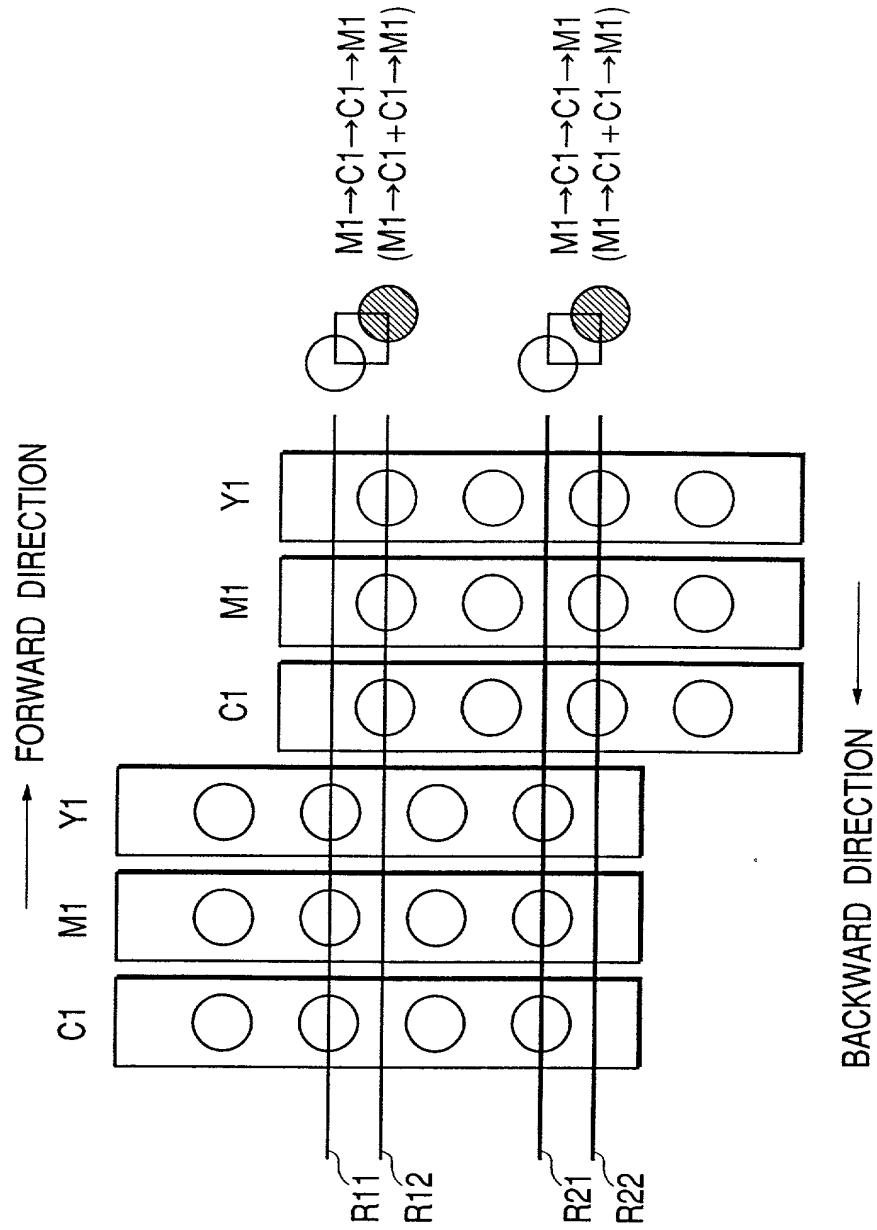 FORWARD DIRECTION
C1 M1 Y1
C1 M1 Y1
M1→C1→C1→M1
(M1→C1+C1→M1)
M1→C1→C1→M1
(M1→C1+C1→M1)
R11
R12
R21
R22
BACKWARD DIRECTION